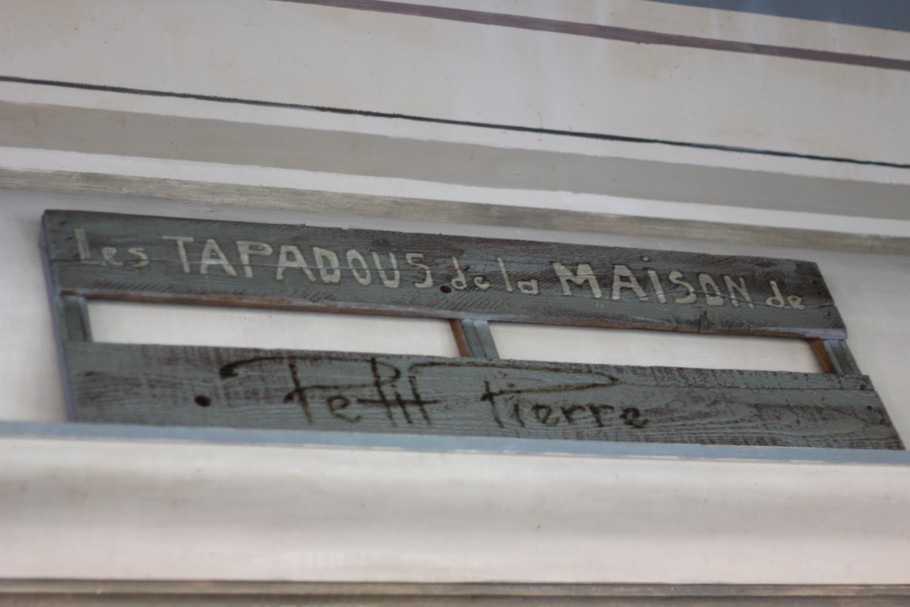 Les TAPADOUS de la MAiSON de
Petit Pierre